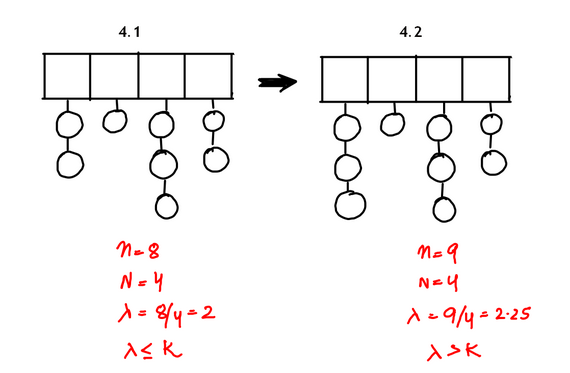 4.1
n=8
N=4
λ = 8/4 = 2
λ ≤ K
4.2
n=9
N=4
λ = 9/4 = 2.25
λ > K